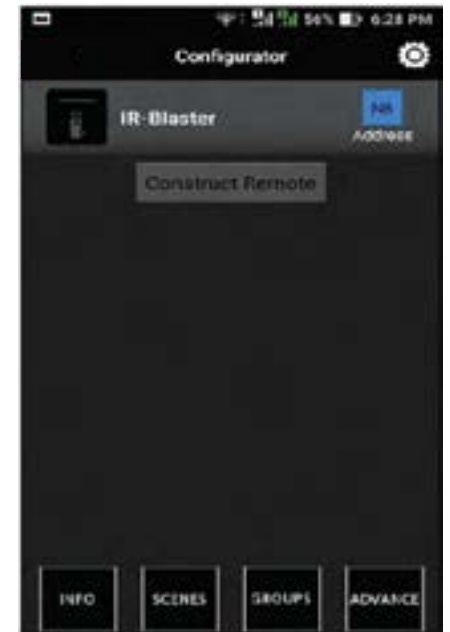 56% 6:28 PM
Configurator
IR-Blaster
Address
Construct Remote
INFO SCENES GROUPS ADVANCE